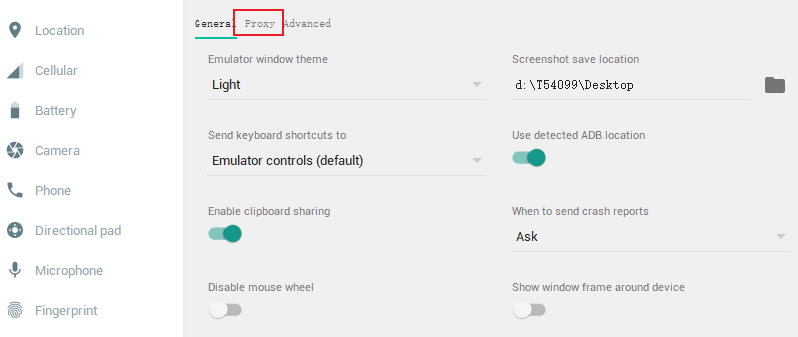 Location
Cellular
Battery
Camera
Phone
Directional pad
Microphone
Fingerprint
General Proxy Advanced
Emulator window theme
Light
Screenshot save location
d:\T54099\Desktop
Send keyboard shortcuts to
Emulator controls (default)
Use detected ADB location
Enable clipboard sharing
When to send crash reports
Ask
Disable mouse wheel
Show window frame around device